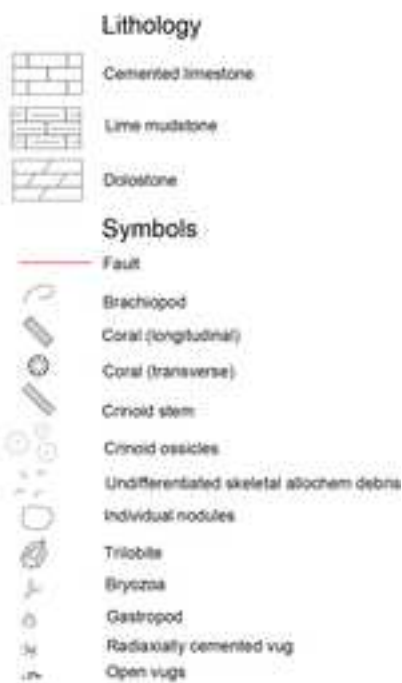 Lithology
Cemented limestone
Lime mudstone
Dolostone
Symbols
Fault
Brachiopod
Coral (longitudinal)
Coral (transverse)
Crinoid stem
Crinoid ossicles
Undifferentiated skeletal allochem debris
Individual nodules
Trilobite
Bryozoa
Gastropod
Radiaxially cemented vug
Open vugs